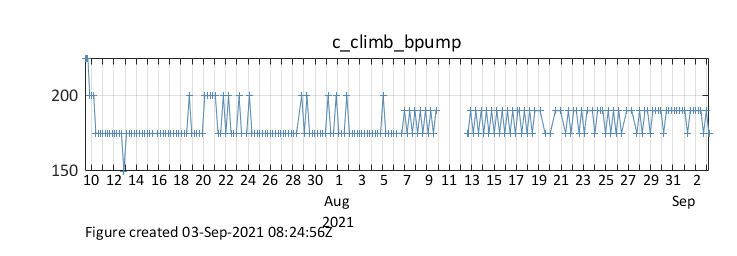 c_climb_bpump
200
150
10 12 14 16 18 20 22 24 26 28 30 1 3 5 7 9 11 13 15 17 19 21 23 25 27 29 31 2
Aug Sep
2021
Figure created 03-Sep-2021 08:24:56Z